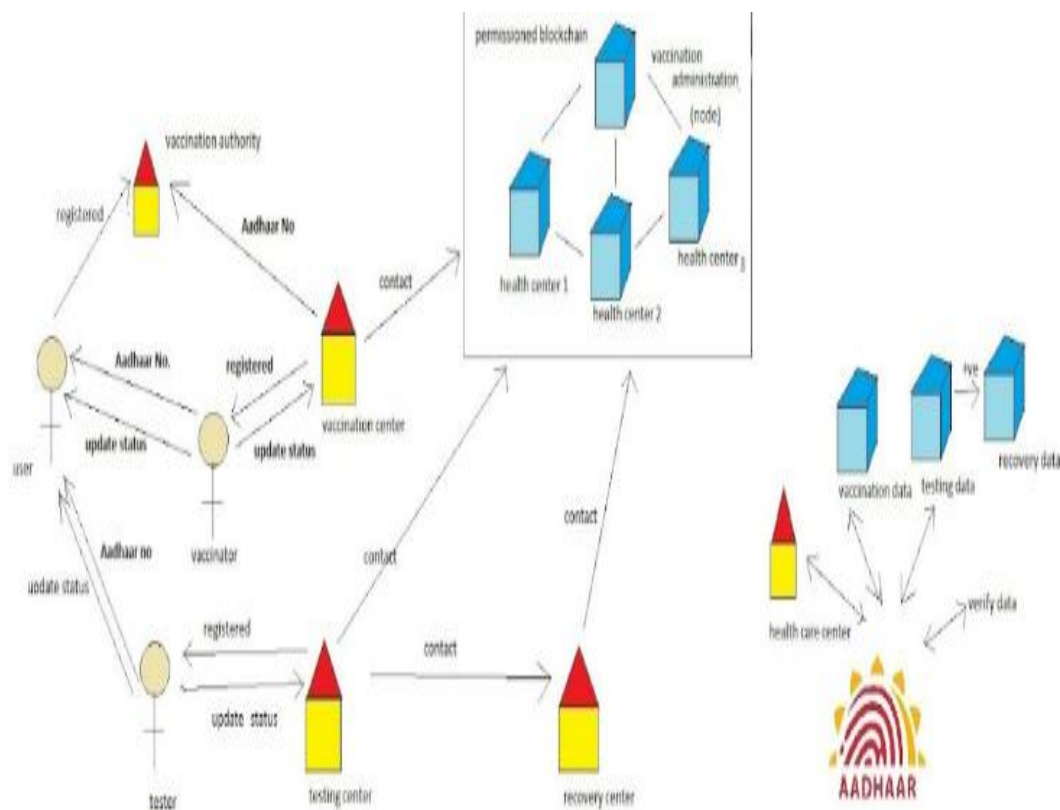 permissioned blockchain
vaccination
administration
(node)
vaccination authority
registered
Aadhaar No
contact
health center 1
health center 2
health center 3
Aadhaar No.
registered
vaccination center
update status
update status
user
vaccinator
+ve
vaccination data
testing data
recovery data
Aadhaar no
update status
contact
contact
health care center
verify data
registered
contact
update status
tester
testing center
recovery center
AADHAAR